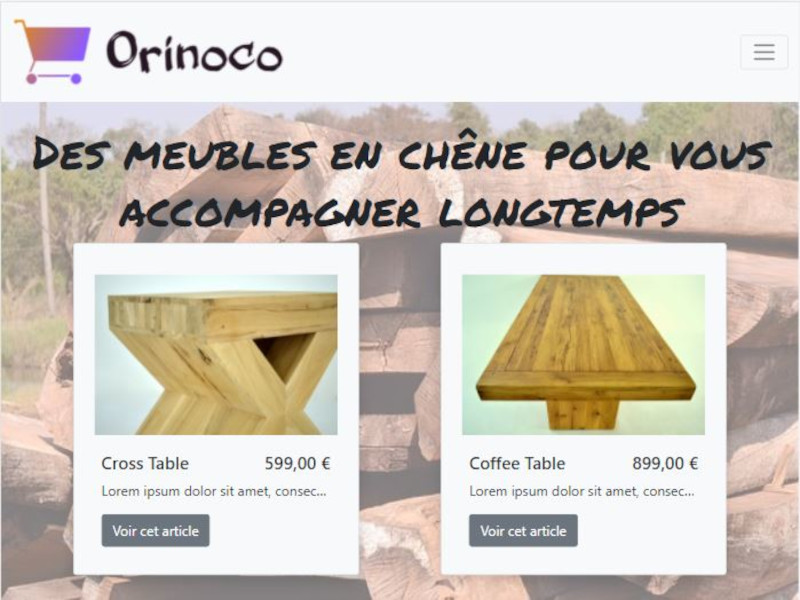 Orinoco
Des meubles en chêne pour vous
accompagner longtemps
Cross Table 599,00 €
Lorem ipsum dolor sit amet, consec...
Voir cet article
Coffee Table 899,00 €
Lorem ipsum dolor sit amet, consec...
Voir cet article